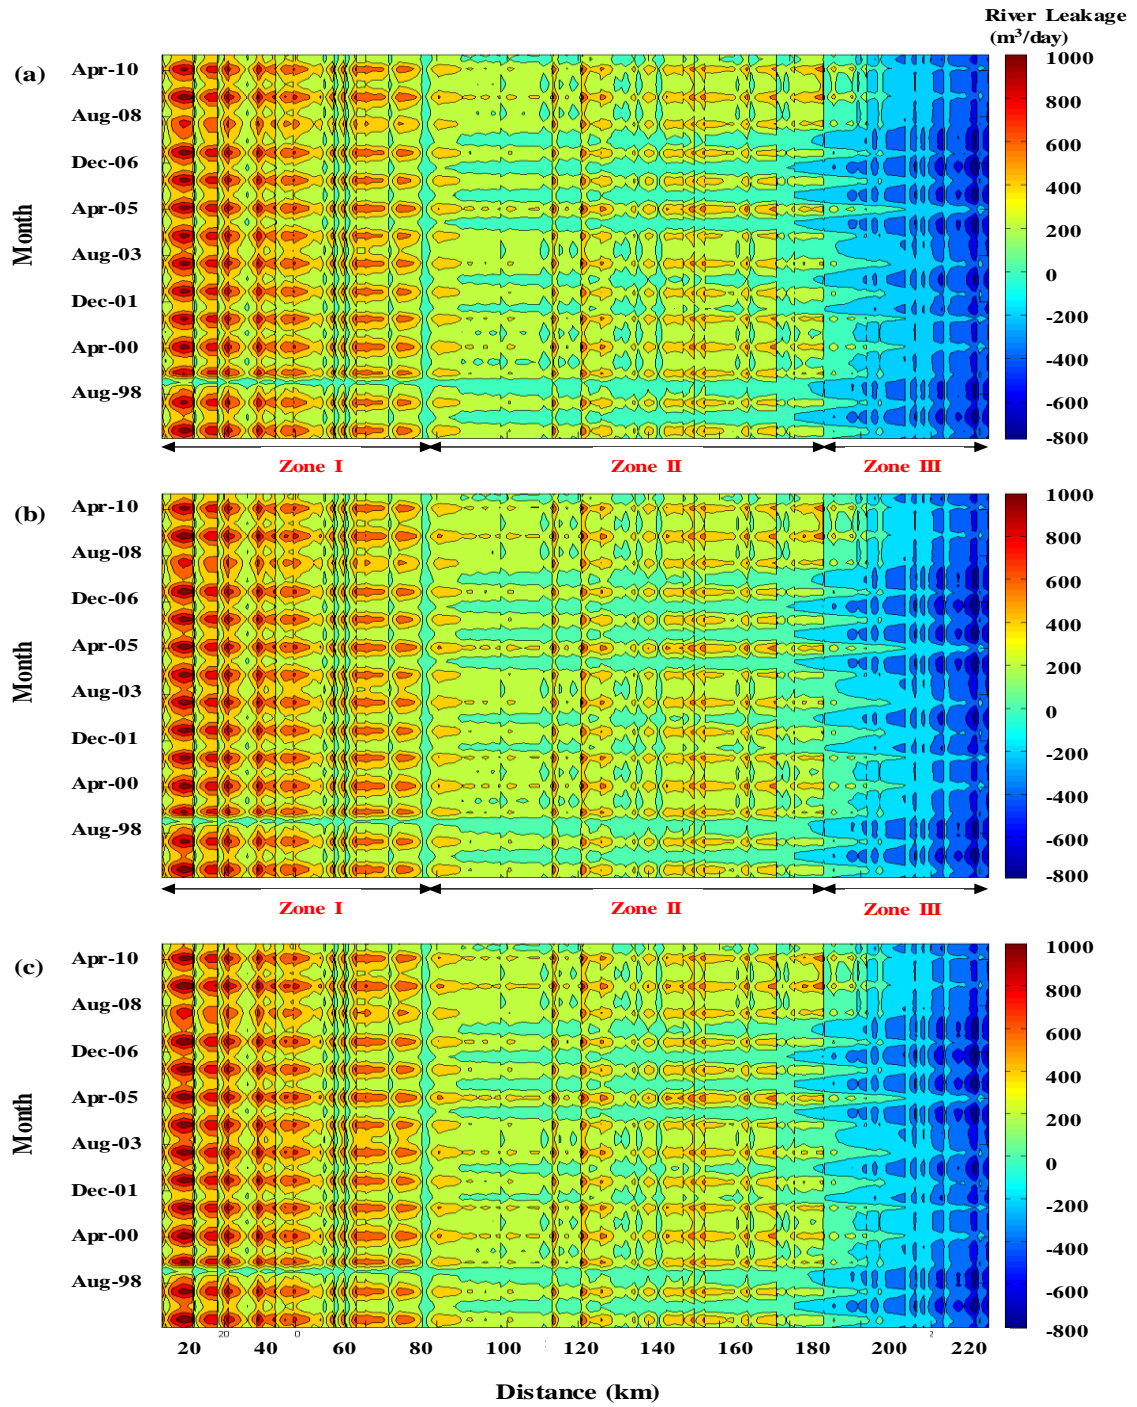 River Leakage
(m³/day)
(a)
Month
Apr-10
Aug-08
Dec-06
Apr-05
Aug-03
Dec-01
Apr-00
Aug-98
1000
800
600
400
200
0
-200
-400
-600
-800
Zone I Zone II Zone III
(b)
Month
Apr-10
Aug-08
Dec-06
Apr-05
Aug-03
Dec-01
Apr-00
Aug-98
1000
800
600
400
200
0
-200
-400
-600
-800
Zone I Zone II Zone III
(c)
Month
Apr-10
Aug-08
Dec-06
Apr-05
Aug-03
Dec-01
Apr-00
Aug-98
1000
800
600
400
200
0
-200
-400
-600
-800
20 0 2
20 40 60 80 100 120 140 160 200 220
Distance (km)